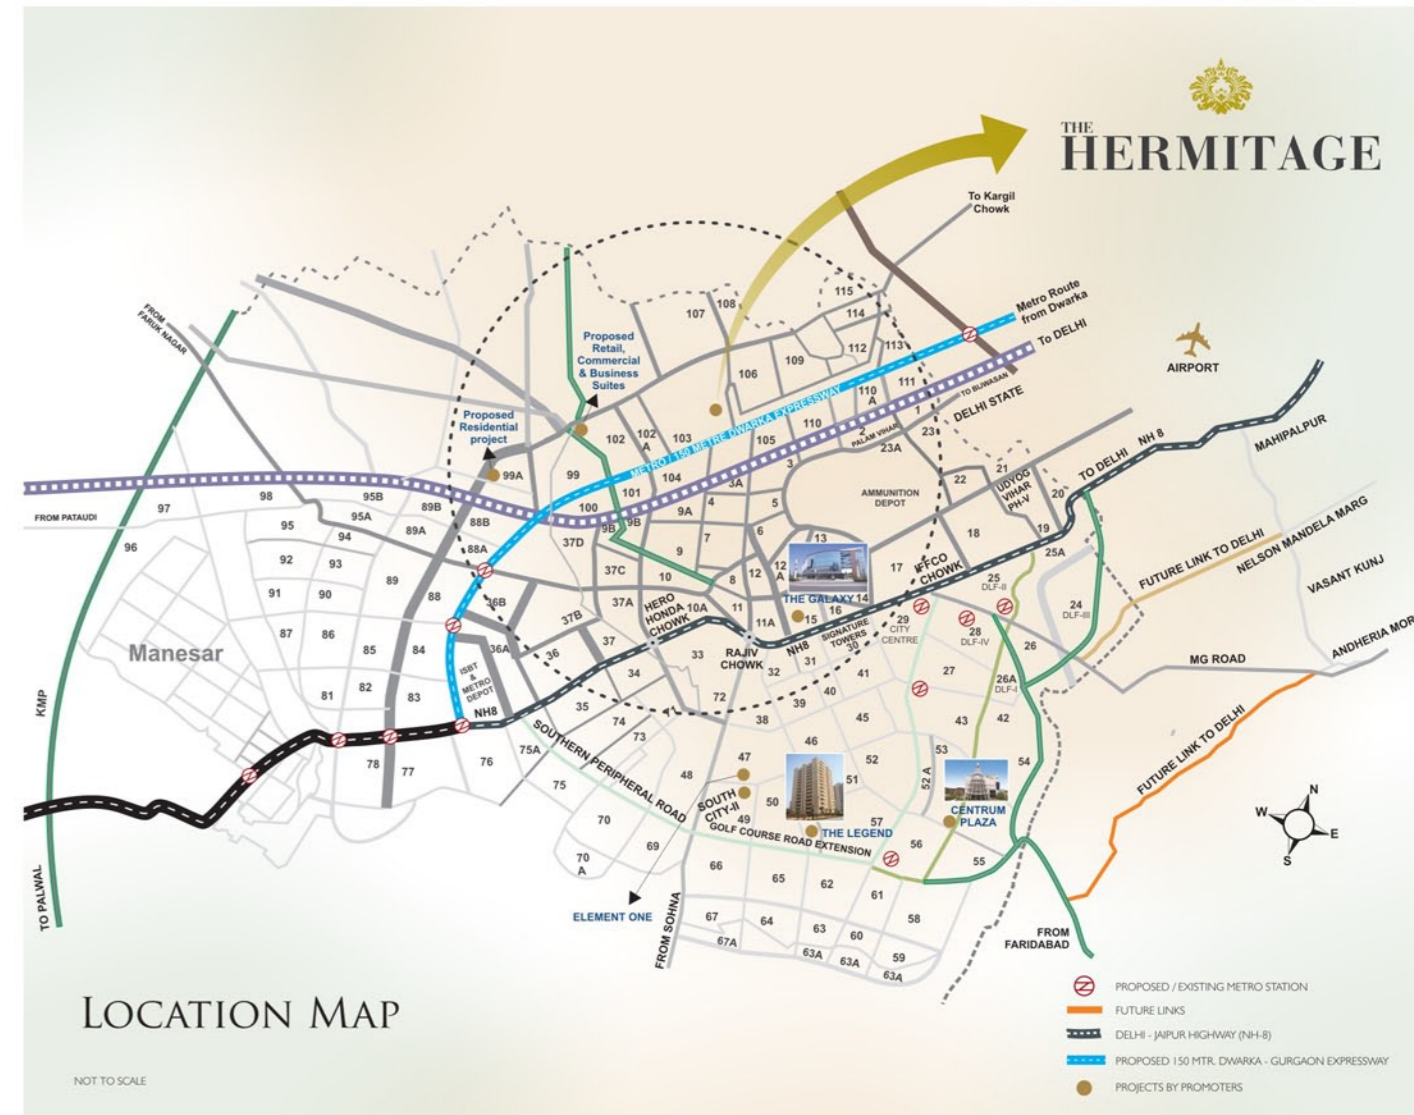 THE
HERMITAGE
To Kargil
Chowk
115
108
107
114
Metro Route
from Dwarka
FROM
FARUK NAGAR
112
113
To DELHI
Proposed
Retail,
Commercial
& Business
Suites
109
106
111
110
A
TO BIJWASAN
DELHI STATE
AIRPORT
1
Proposed
Residential
project
METRO / 150 METRE DWARKA EXPRESSWAY
102
102
A
103
105
110
2
PALAM VIHAR
23
23A
TO DELHI
NH 8
MAHIPALPUR
99A
99
104
3
3A
21
22
UDYOG
VIHAR
PH-V
20
AMMUNITION
DEPOT
98
95B
101
97
FROM PATAUDI
95A
89B
88B
100
9B
9B
9A
4
5
95
94
89A
6
7
13
18
19
25A
96
37D
FUTURE LINK TO DELHI
NELSON MANDELA MARG
88A
9
92
93
37C
10
8
12
12
A
17
IFFCO
CHOWK
25
DLF-II
VASANT KUNJ
89
91
90
88
36B
37A
HERO
HONDA
CHOWK
10A
11
THE GALAXY
14
24
DLF-III
37B
11A
15
16
SIGNATURE
TOWERS
29
CITY
CENTRE
28
DLF-IV
87
86
37
NH8
30
26
ANDHERIA MOR
Manesar
85
84
36A
36
33
RAJIV
CHOWK
31
MG ROAD
ISBT
&
METRO
DEPOT
34
32
41
27
26A
DLF-I
81
82
83
72
40
39
KMP
NH8
35
71
74
38
45
43
42
SOUTHERN PERIPHERAL ROAD
73
46
75A
76
78
77
47
52
53
54
FUTURE LINK TO DELHI
75
48
51
52 A
SOUTH
CITY-II
50
CENTRUM
PLAZA
N
W
E
S
70
49
57
THE LEGEND
GOLF COURSE ROAD EXTENSION
69
56
70
A
66
55
TO PALWAL
65
62
61
ELEMENT ONE
67
64
58
63
60
FROM
FARIDABAD
FROM SOHNA
67A
63A
63A
59
63A
PROPOSED / EXISTING METRO STATION
LOCATION MAP
FUTURE LINKS
DELHI - JAIPUR HIGHWAY (NH-8)
PROPOSED 150 MTR. DWARKA - GURGAON EXPRESSWAY
NOT TO SCALE
PROJECTS BY PROMOTERS